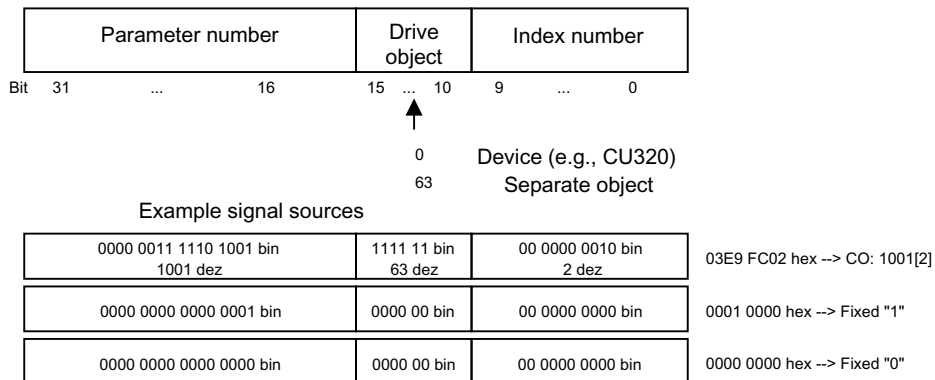 Parameter number Drive object Index number
Bit 31 ... 16 15 ... 10 9 ... 0
0 Device (e.g., CU320)
63 Separate object
Example signal sources
0000 0011 1110 1001 bin 1111 11 bin 00 0000 0010 bin
1001 dez 63 dez 2 dez
03E9 FC02 hex --> CO: 1001[2]
0000 0000 0000 0001 bin 0000 00 bin 00 0000 0000 bin 0001 0000 hex --> Fixed "1"
0000 0000 0000 0000 bin 0000 00 bin 00 0000 0000 bin 0000 0000 hex --> Fixed "0"